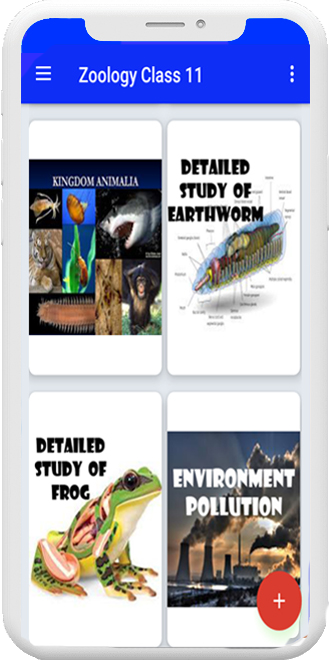 Zoology Class 11
KINGDOM ANIMALIA
DETAILED
STUDY OF
EARTHWORM
DETAILED
STUDY OF
FROG
ENVIRONMENT
POLLUTION
+